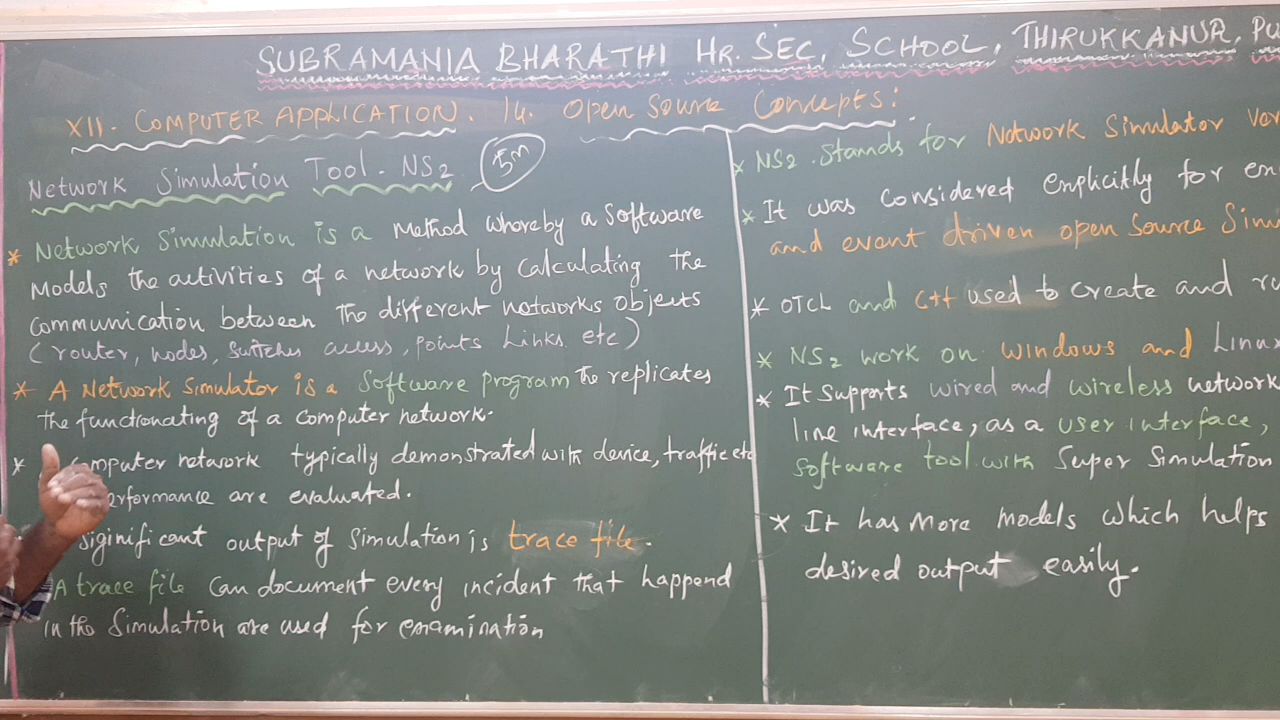 SUBRAMANIA BHARATHI HR. SEC. SCHOOL, THIRUKKANUR, PU
XII. COMPUTER APPLICATION. 14. Open Source Concepts:
Network Simulation Tool. NS2 5m
* Network Simulation is a Method whereby a Software
Models the activities of a network by Calculating the
Communication between The different networks objects
(router, nodes, Switches access, points Links etc)
* A Network Simulator is a Software program The replicates
The functionating of a Computer network.
* omputer network typically demonstrated with device, traffic etc
erformance are evaluated.
Siginificant output of Simulation is trace file.
A trace file Can document every incident that happend
in the Simulation are used for examination
* NS2. Stands for Network Simulator Ver
* It was Considered Explicitly for
and event driven open Source Simu
* OTCL and C++ used to Create and
* NS2 work on Windows and Linux
* It Supports wired and wireless network
line interface, as a user interface,
Software tool with Super Simulation
* It has More models which helps
desired output easily.